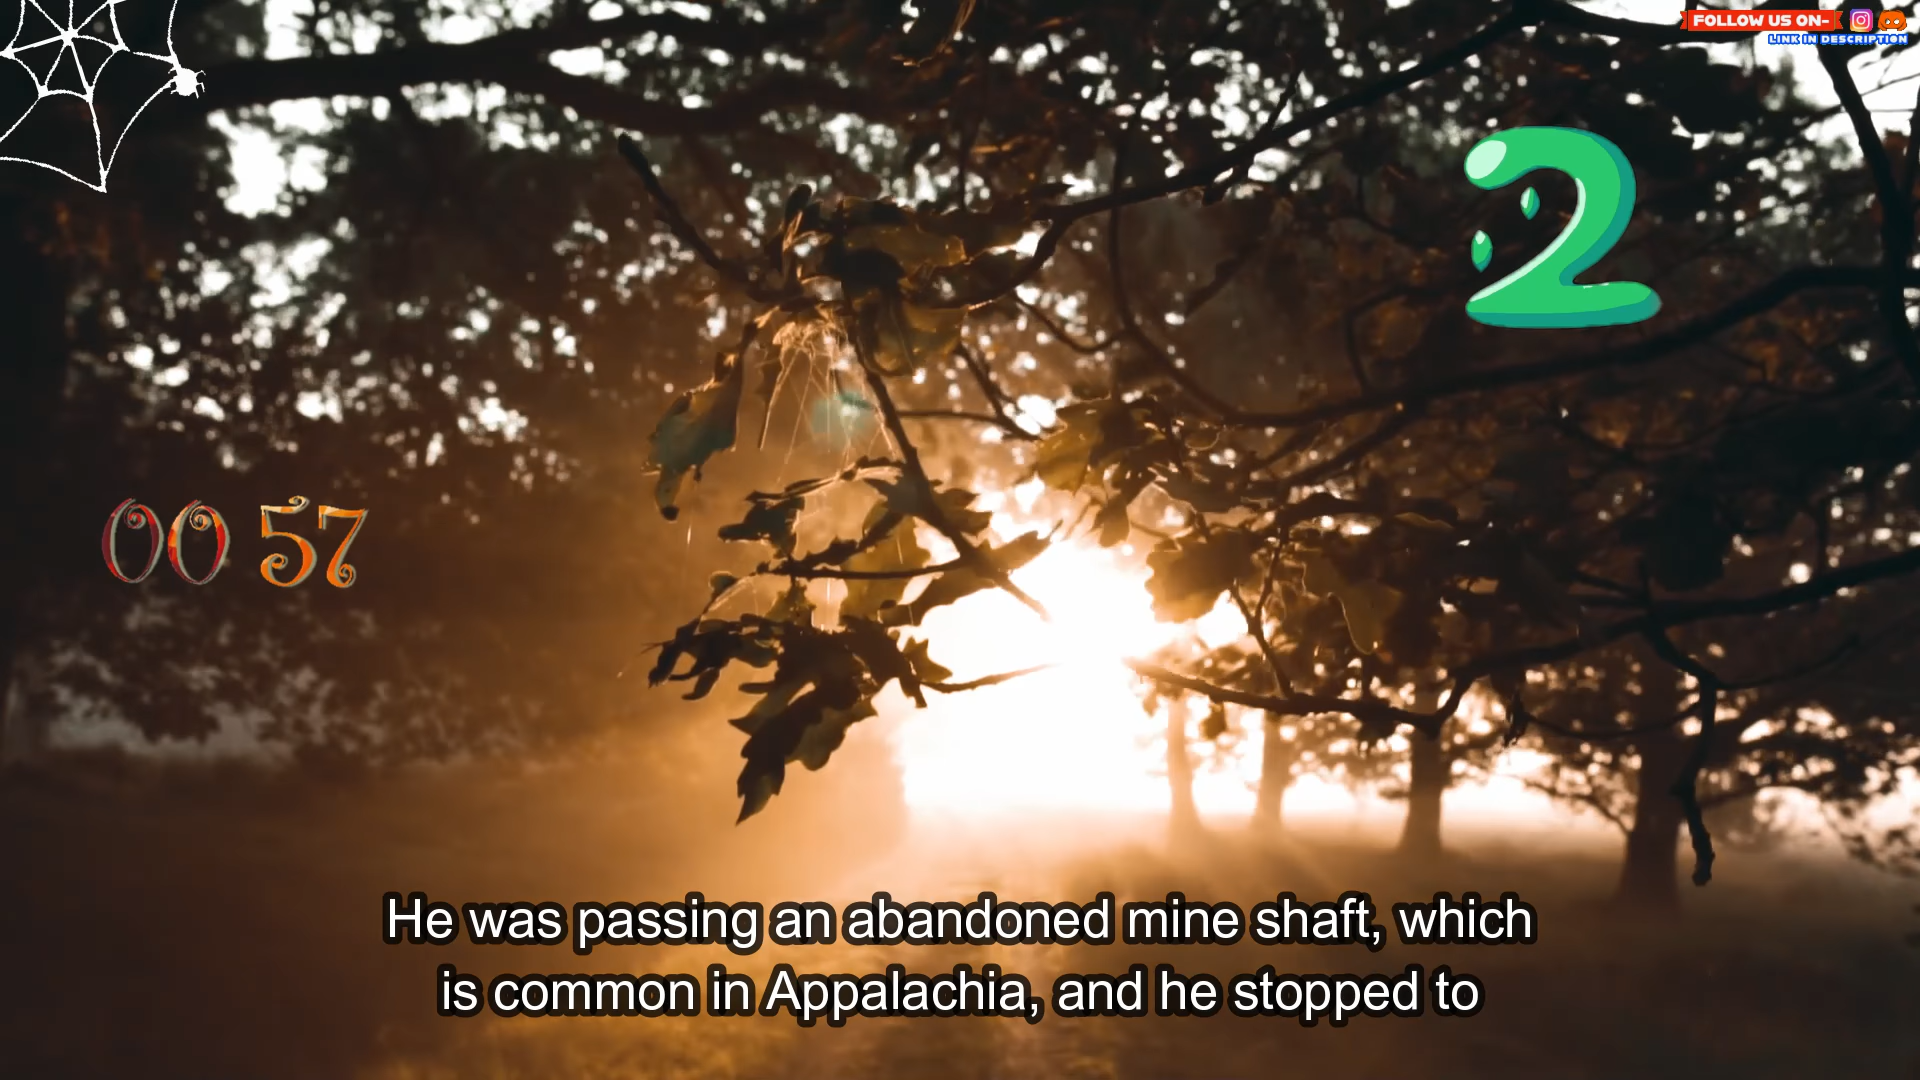 FOLLOW US ON-
LINK IN DESCRIPTION
2
00 57
He was passing an abandoned mine shaft, which
is common in Appalachia, and he stopped to